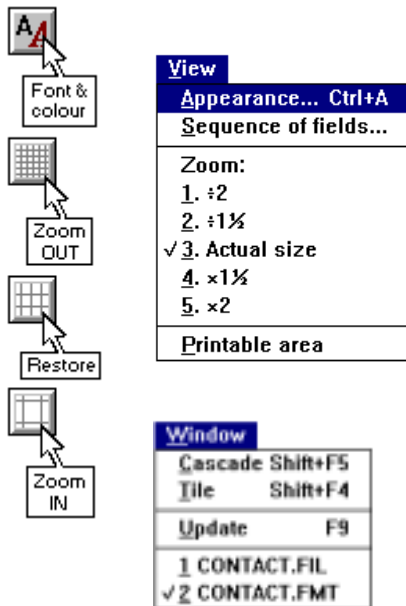 AA
Font &
colour
Zoom
OUT
Restore
Zoom
IN
View
Appearance... Ctrl+A
Sequence of fields...
Zoom:
1. ÷2
2. ÷1½
√ 3. Actual size
4. ×1½
5. ×2
Printable area
Window
Cascade Shift+F5
Tile Shift+F4
Update F9
1 CONTACT.FIL
√ 2 CONTACT.FMT